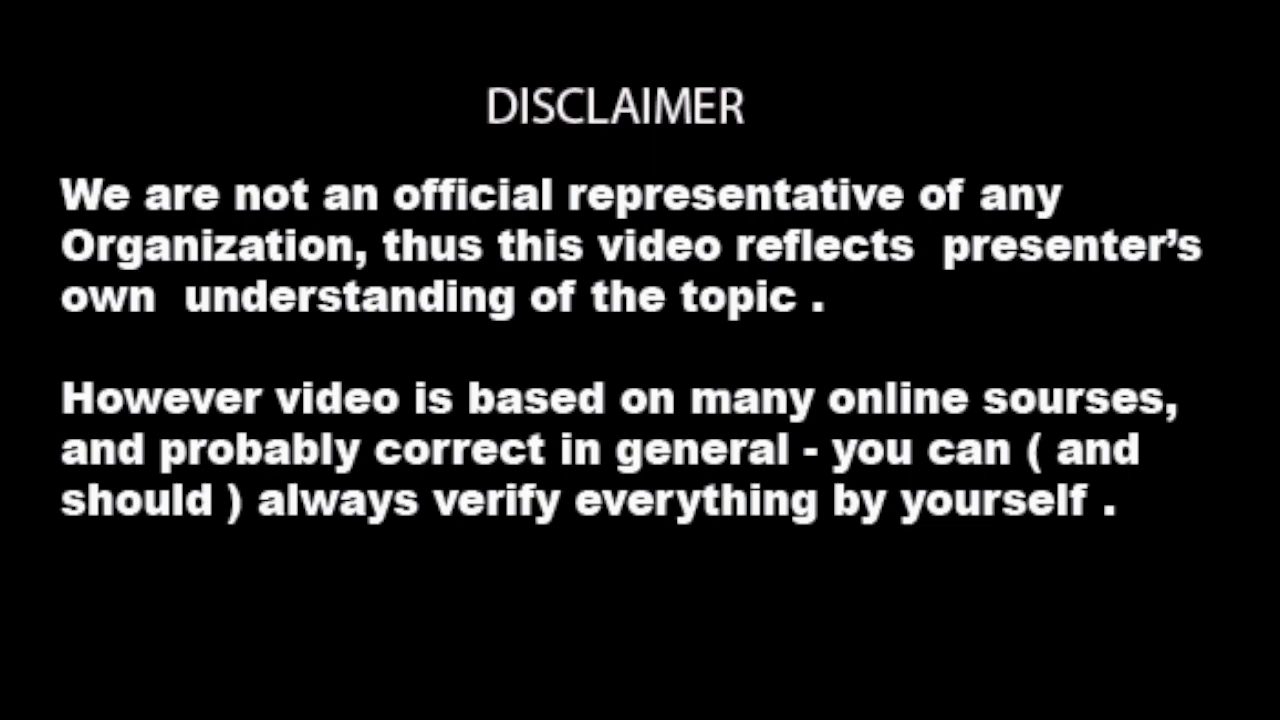 DISCLAIMER
We are not an official representative of any
Organization, thus this video reflects  presenter’s
own  understanding of the topic .
However video is based on many online sourses,
and probably correct in general - you can ( and
should ) always verify everything by yourself .